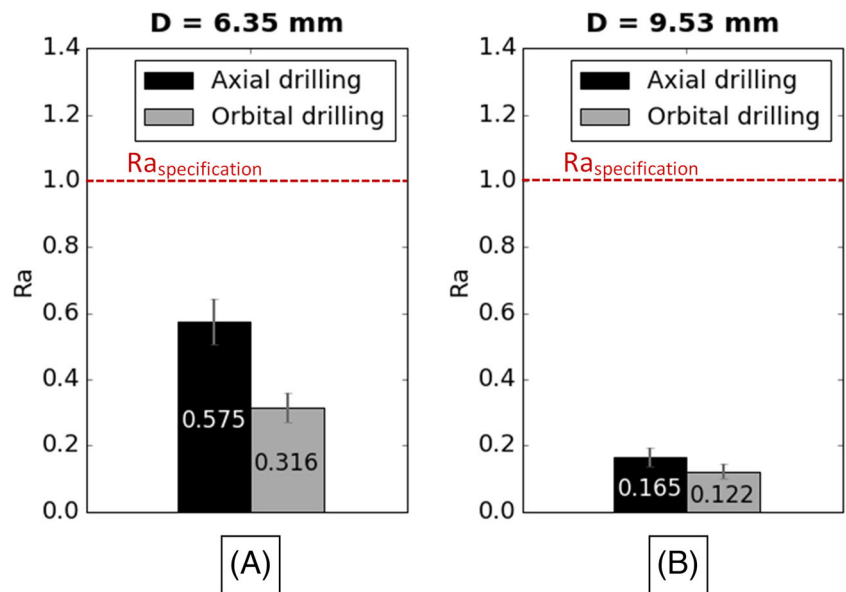 D = 6.35 mm
1.4
1.2
1.0
0.8
0.6
0.4
0.2
0.0
Ra
Axial drilling
Orbital drilling
Raspecification
0.575
0.316
(A)
D = 9.53 mm
1.4
1.2
1.0
0.8
0.6
0.4
0.2
0.0
Ra
Axial drilling
Orbital drilling
Raspecification
0.165
0.122
(B)